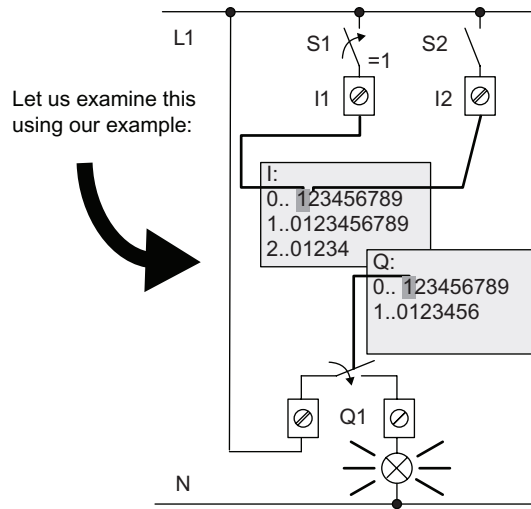 L1
S1
S2
=1
Let us examine this
using our example:
I1
I2
I:
0.. 123456789
1..0123456789
2..01234
Q:
0.. 123456789
1..0123456
Q1
N